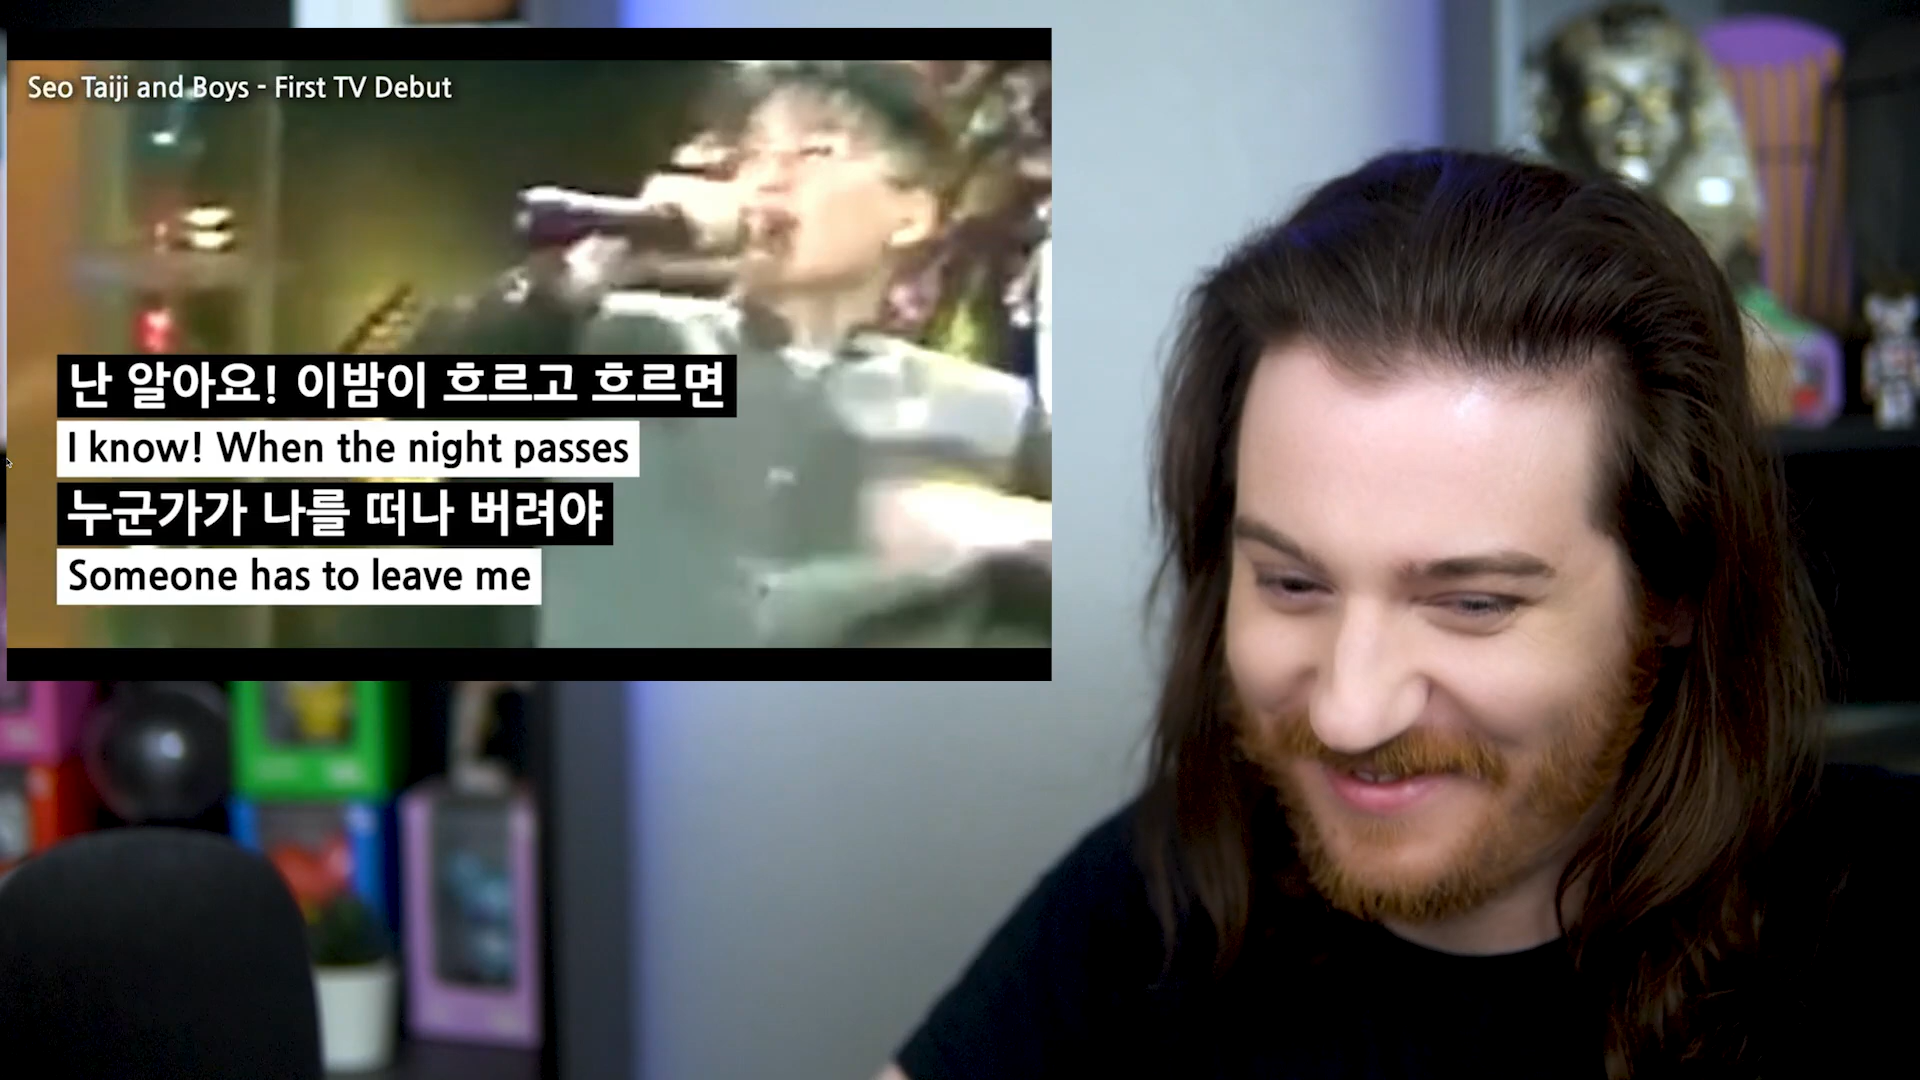 Seo Taiji and Boys - First TV Debut
난 알아요! 이밤이 흐르고 흐르면
I know! When the night passes
누군가가 나를 떠나 버려야
Someone has to leave me